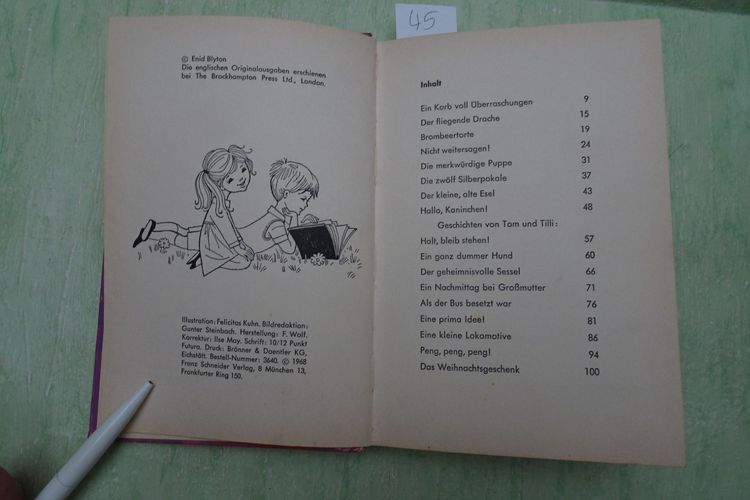 45
© Enid Blyton
Die englischen Originalausgaben erschienen
bei The Brockhampton Press Ltd., London.
Illustration: Felicitas Kuhn. Bildredaktion:
Gunter Steinbach. Herstellung: F. Wolf.
Korrektur: Ilse May. Schrift: 10/12 Punkt
Futura. Druck: Brönner & Daentler KG,
Eichstätt. Bestell-Nummer: 3640. © 1968
Franz Schneider Verlag, 8 München 13,
Frankfurter Ring 150.
Inhalt
Ein Korb voll Überraschungen 9
Der fliegende Drache 15
Brombeertorte 19
Nicht weitersagen! 24
Die merkwürdige Puppe 31
Die zwölf Silberpokale 37
Der kleine, alte Esel 43
Hallo, Kaninchen! 48
Geschichten von Tom und Tilli:
Halt, bleib stehen! 57
Ein ganz dummer Hund 60
Der geheimnisvolle Sessel 66
Ein Nachmittag bei Großmutter 71
Als der Bus besetzt war 76
Eine prima Idee! 81
Eine kleine Lokomotive 86
Peng, peng, peng! 94
Das Weihnachtsgeschenk 100